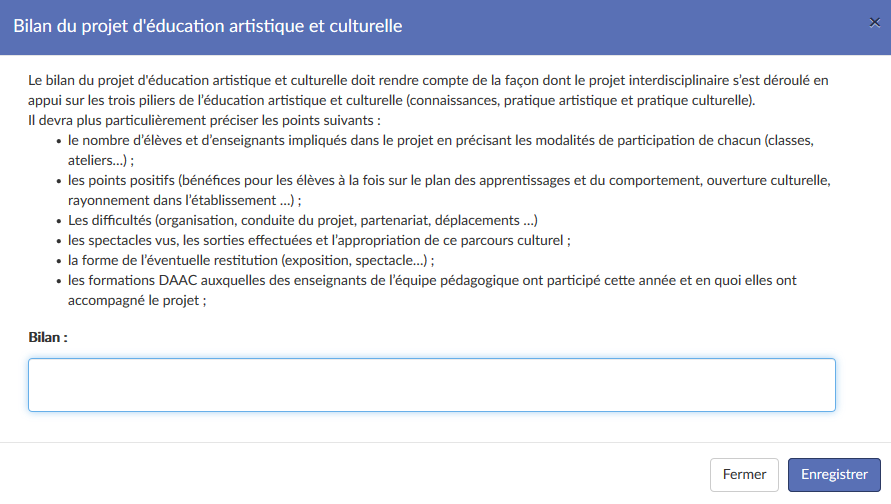 Bilan du projet d'éducation artistique et culturelle
×
Le bilan du projet d'éducation artistique et culturelle doit rendre compte de la façon dont le projet interdisciplinaire s'est déroulé en
appui sur les trois piliers de l'éducation artistique et culturelle (connaissances, pratique artistique et pratique culturelle).
Il devra plus particulièrement préciser les points suivants :
• le nombre d'élèves et d'enseignants impliqués dans le projet en précisant les modalités de participation de chacun (classes,
ateliers...) ;
• les points positifs (bénéfices pour les élèves à la fois sur le plan des apprentissages et du comportement, ouverture culturelle,
rayonnement dans l'établissement ...) ;
• Les difficultés (organisation, conduite du projet, partenariat, déplacements ...)
• les spectacles vus, les sorties effectuées et l'appropriation de ce parcours culturel ;
• la forme de l'éventuelle restitution (exposition, spectacle...) ;
• les formations DAAC auxquelles des enseignants de l'équipe pédagogique ont participé cette année et en quoi elles ont
accompagné le projet ;
Bilan :
Fermer
Enregistrer